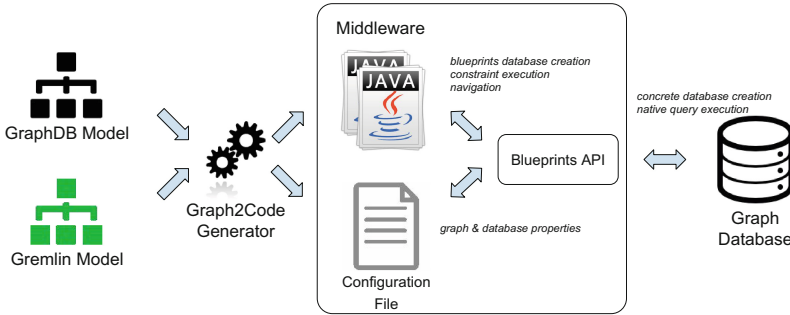 Middleware
JAVA
JAVA
blueprints database creation
constraint execution
navigation
concrete database creation
native query execution
GraphDB Model
Graph2Code
Generator
Blueprints API
Gremlin Model
graph & database properties
Configuration
File
Graph
Database